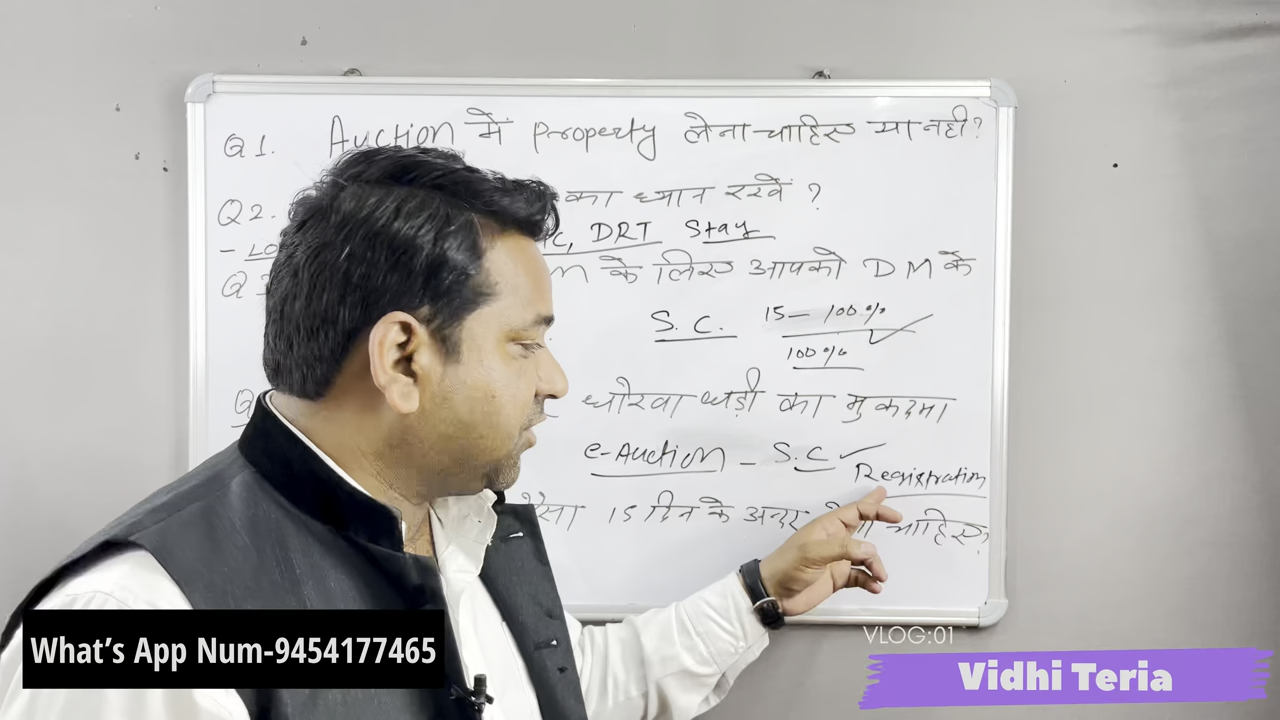 Q1. Auction में Property लेना चाहिए या नही?
Q2. का ध्यान रखें ?
DRT Stay
के लिए आपको DM के
S.C. 15 - 100%
100%
धोखा धड़ी का मुकदमा
e-Auction - S.C
Registration
पैसा 15 दिन के अन्दर चाहिए?
What's App Num-9454177465
VLOG:01
Vidhi Teria